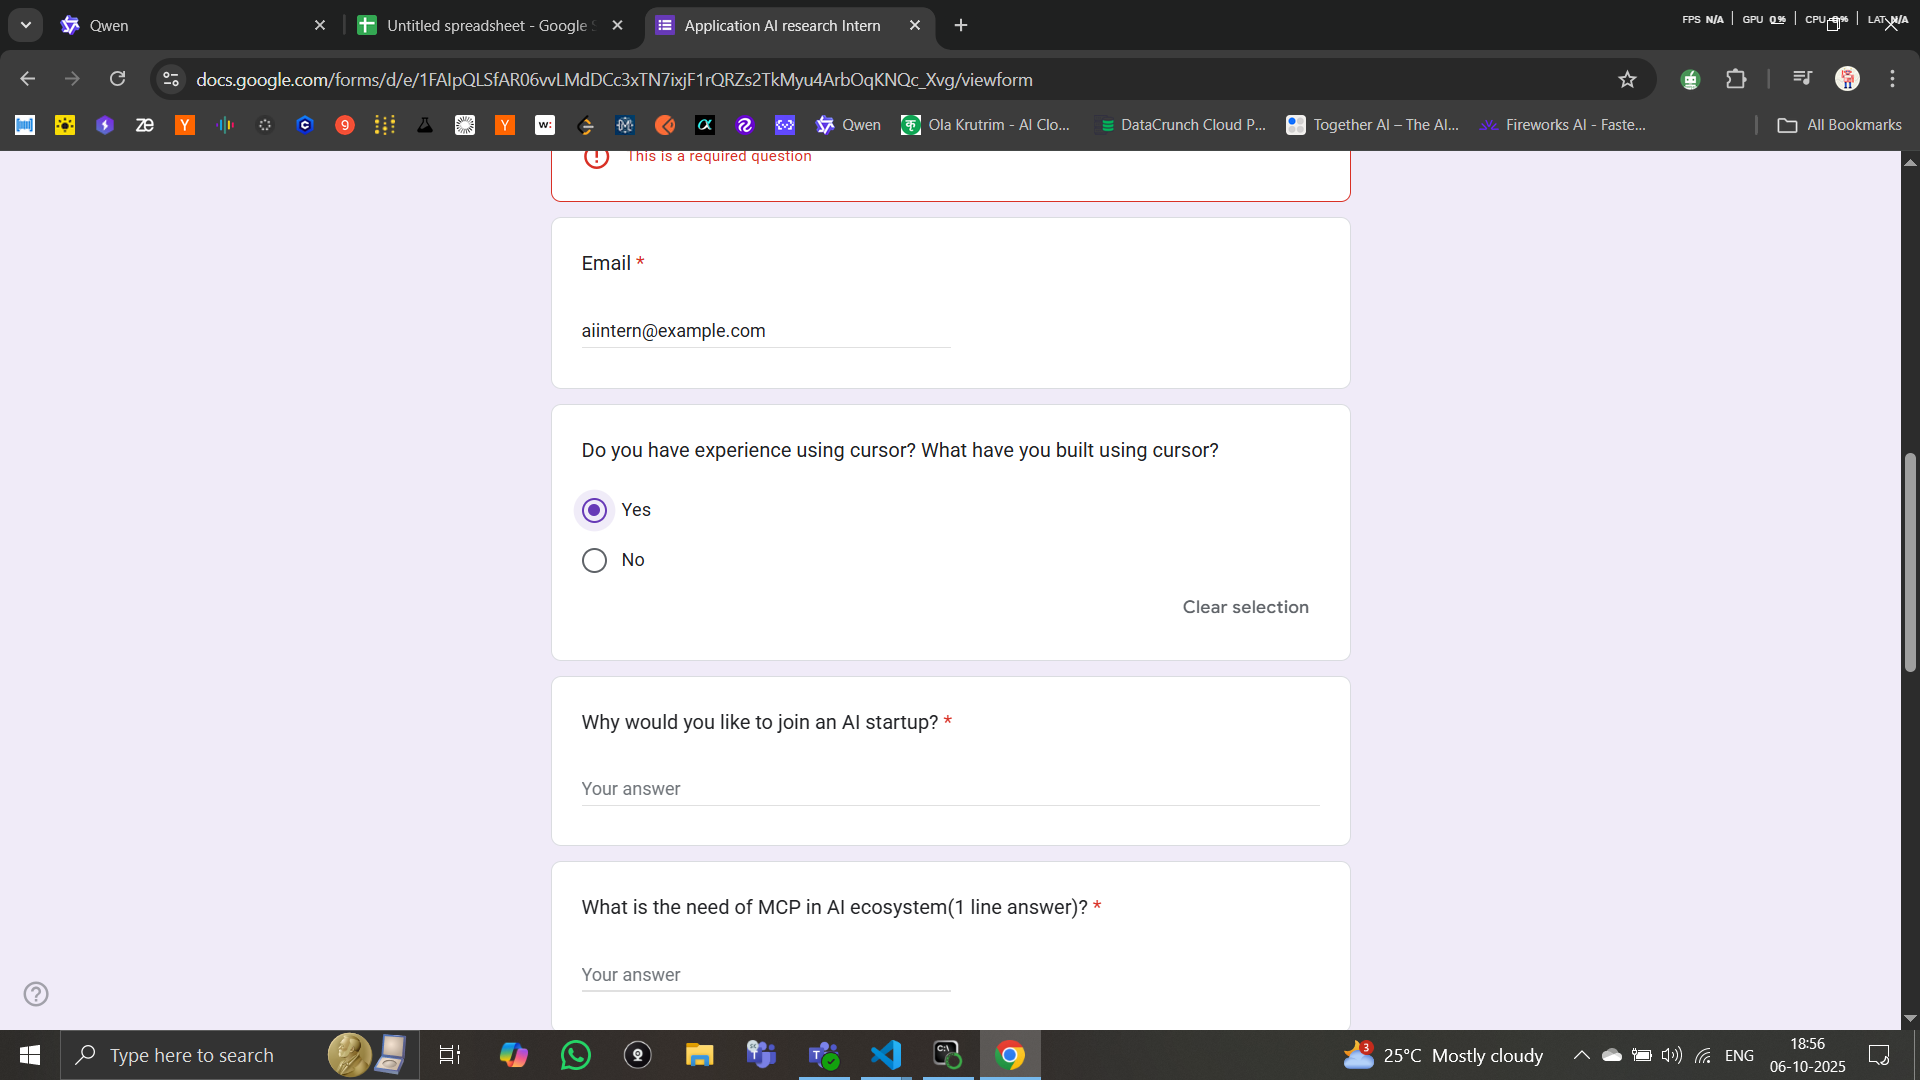 Qwen
Untitled spreadsheet - Google S
Application AI research Intern
FPS N/A GPU 0% CPU LAT N/A
docs.google.com/forms/d/e/1FAIpQLSfAR06vvLMdDCc3xTN7ixjF1rQRZs2TkMyu4ArbOqKNQc_Xvg/viewform
Qwen
Ola Krutrim - AI Clo...
DataCrunch Cloud P...
Together AI – The AI...
Fireworks AI - Faste...
All Bookmarks
This is a required question
Email *
aiintern@example.com
Do you have experience using cursor? What have you built using cursor?
Yes
No
Clear selection
Why would you like to join an AI startup? *
Your answer
What is the need of MCP in AI ecosystem(1 line answer)? *
Your answer
Type here to search
3
25°C Mostly cloudy
ENG
18:56
06-10-2025